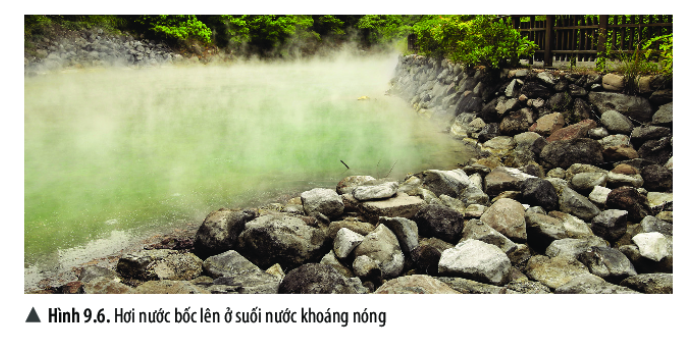 ▲ Hình 9.6. Hơi nước bốc lên ở suối nước khoáng nóng